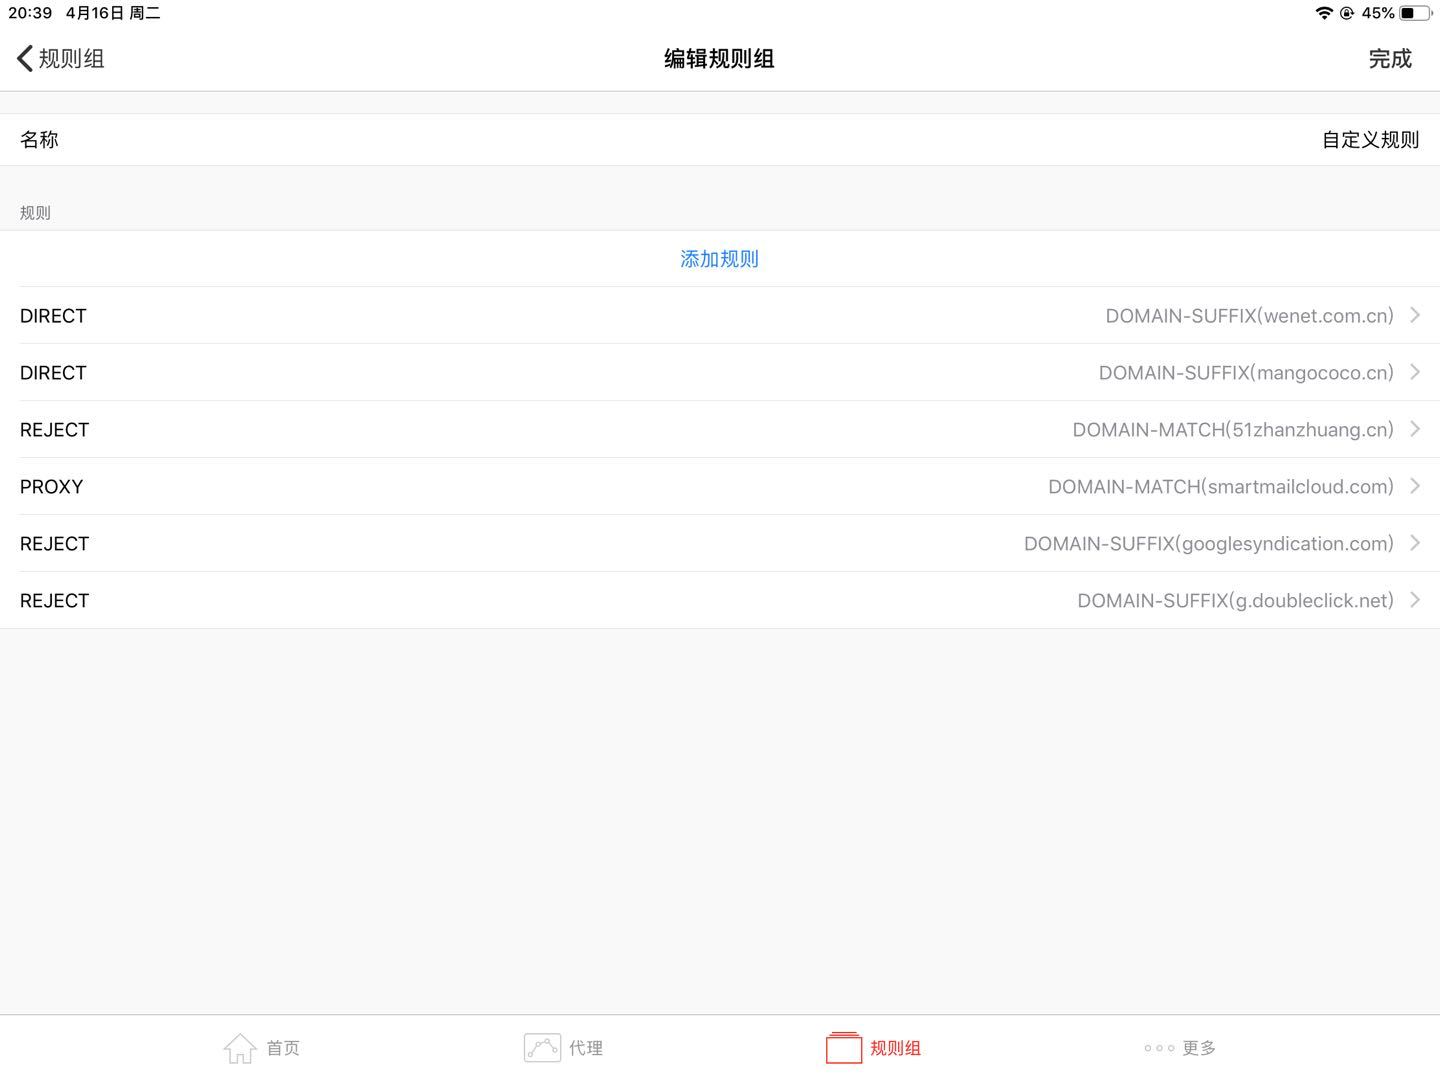 20:39 4月16日 周二 45%
规则组 编辑规则组 完成
名称 自定义规则
规则
添加规则
DIRECT DOMAIN-SUFFIX(wenet.com.cn)
DIRECT DOMAIN-SUFFIX(mangococo.cn)
REJECT DOMAIN-MATCH(51zhanzhuang.cn)
PROXY DOMAIN-MATCH(smartmailcloud.com)
REJECT DOMAIN-SUFFIX(googlesyndication.com)
REJECT DOMAIN-SUFFIX(g.doubleclick.net)
首页 代理 规则组 更多